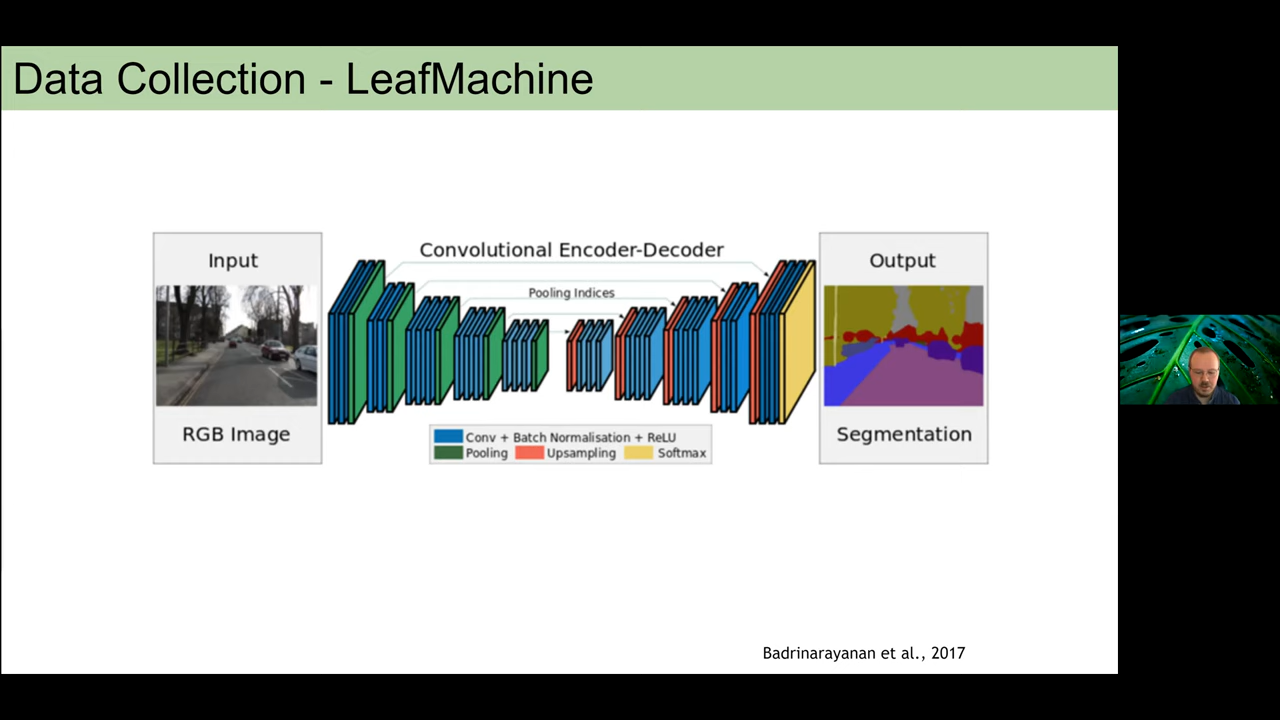 Data Collection - LeafMachine
Input
RGB Image
Convolutional Encoder-Decoder
Pooling Indices
Conv + Batch Normalisation + ReLU
Pooling Upsampling Softmax
Output
Segmentation
Badrinarayanan et al., 2017